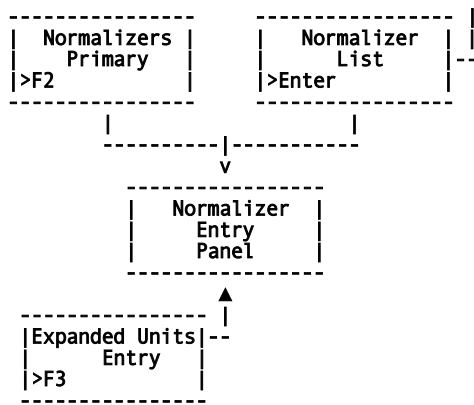 Normalizers
Primary
>F2
Normalizer
List
>Enter
Normalizer
Entry
Panel
Expanded Units
Entry
>F3